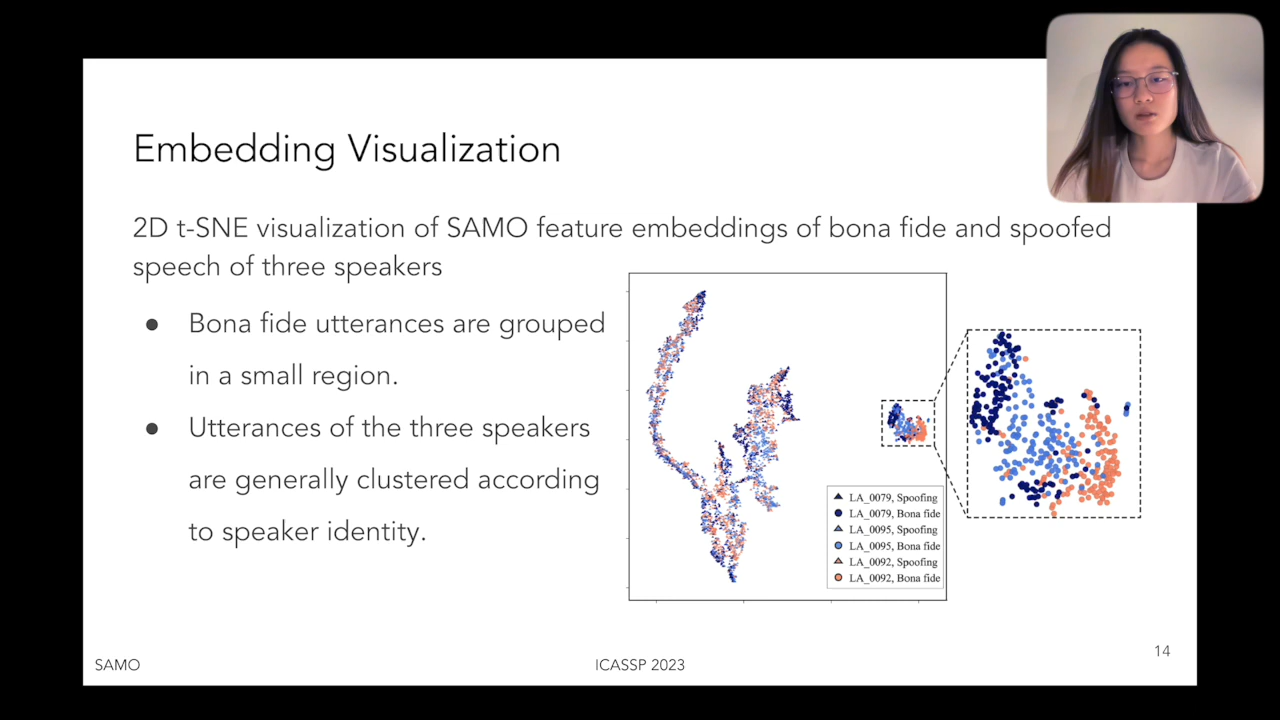 Embedding Visualization
2D t-SNE visualization of SAMO feature embeddings of bona fide and spoofed
speech of three speakers
● Bona fide utterances are grouped
in a small region.
● Utterances of the three speakers
are generally clustered according
to speaker identity.
LA_0079, Spoofing
LA_0079, Bona fide
LA_0095, Spoofing
LA_0095, Bona fide
LA_0092, Spoofing
LA_0092, Bona fide
SAMO
ICASSP 2023
14